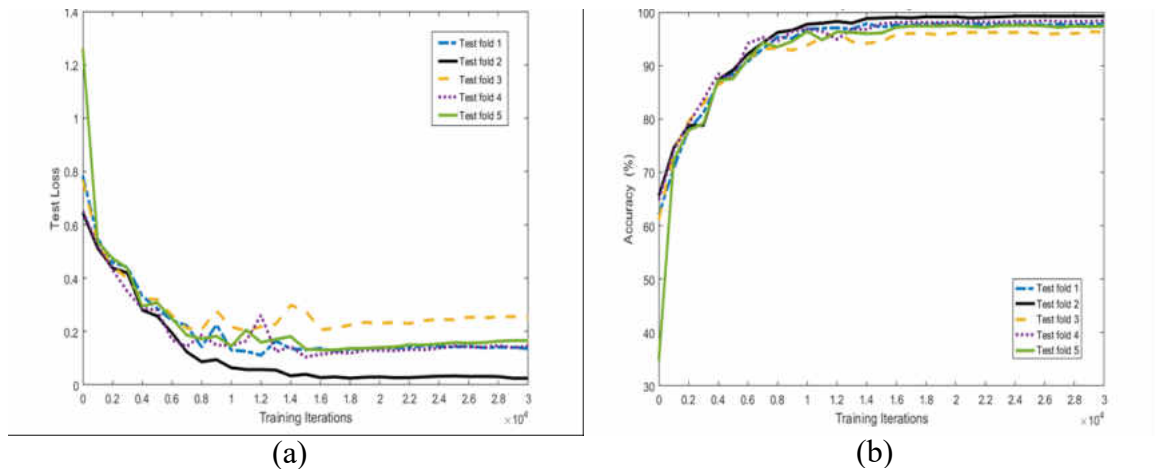 1.4
1.2
1
0.8
0.6
0.4
0.2
0
Test Loss
Test fold 1
Test fold 2
Test fold 3
Test fold 4
Test fold 5
0 0.2 0.4 0.6 0.8 1 1.2 1.4 1.6 1.8 2 2.2 2.4 2.6 2.8 3
Training Iterations ×10⁴
(a)
100
90
80
70
60
50
40
30
Accuracy (%)
Test fold 1
Test fold 2
Test fold 3
Test fold 4
Test fold 5
0 0.2 0.4 0.6 0.8 1 1.2 1.4 1.6 1.8 2 2.2 2.4 2.6 2.8 3
Training Iterations ×10⁴
(b)